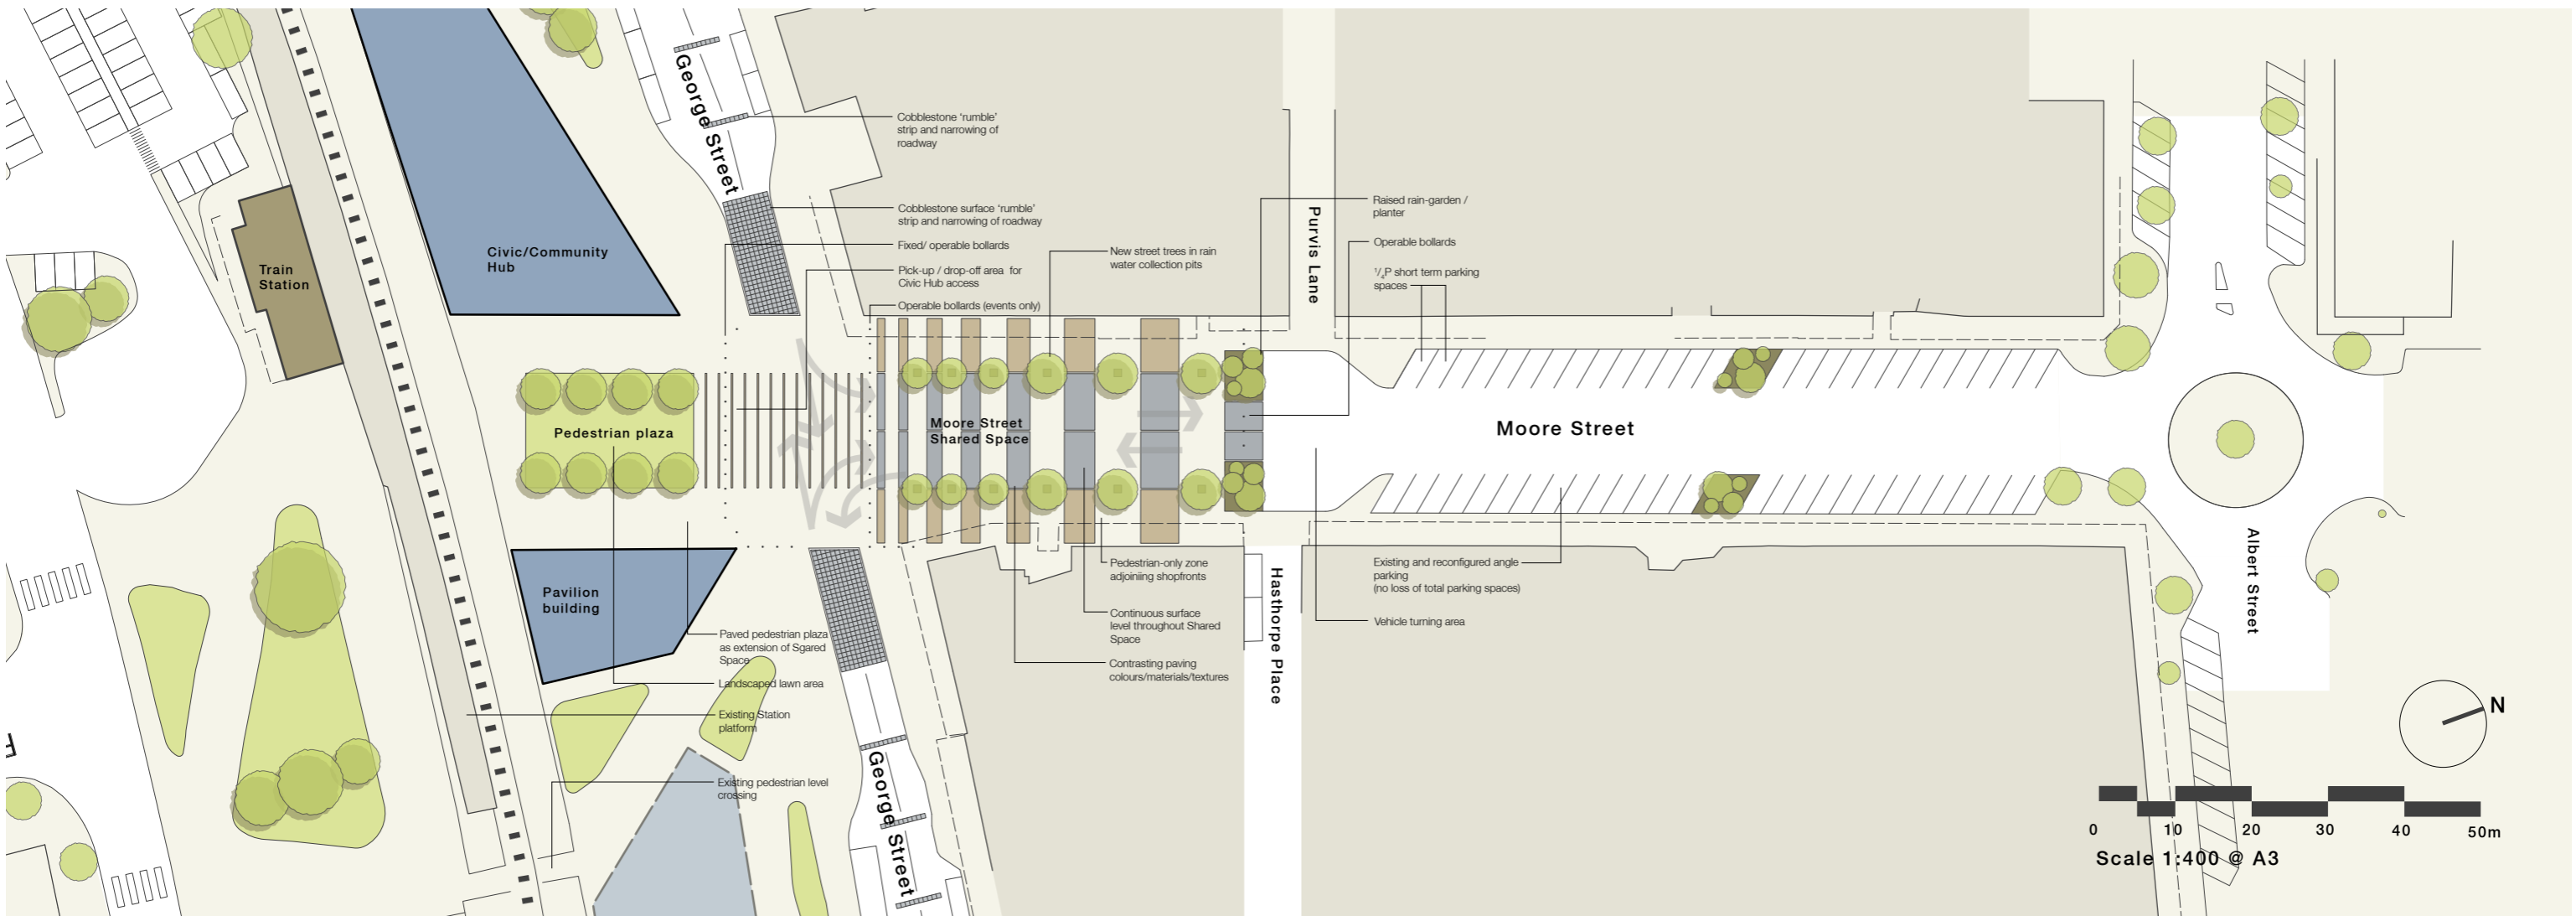 George Street
Cobblestone ‘rumble’
strip and narrowing of
roadway
Cobblestone surface ‘rumble’
strip and narrowing of roadway
Fixed/ operable bollards
Pick-up / drop-off area for
Civic Hub access
Operable bollards (events only)
New street trees in rain
water collection pits
Purvis Lane
Raised rain-garden /
planter
Operable bollards
1/4P short term parking
spaces
Train
Station
Civic/Community
Hub
Pedestrian plaza
Moore Street
Shared Space
Moore Street
Pavilion
building
Paved pedestrian plaza
as extension of Sgared
Space
Landscaped lawn area
Existing Station
platform
Existing pedestrian level
crossing
George Street
Pedestrian-only zone
adjoiniing shopfronts
Continuous surface
level throughout Shared
Space
Contrasting paving
colours/materials/textures
Hasthorpe Place
Existing and reconfigured angle
parking
(no loss of total parking spaces)
Vehicle turning area
Albert Street
N
0 10 20 30 40 50m
Scale 1:400 @ A3